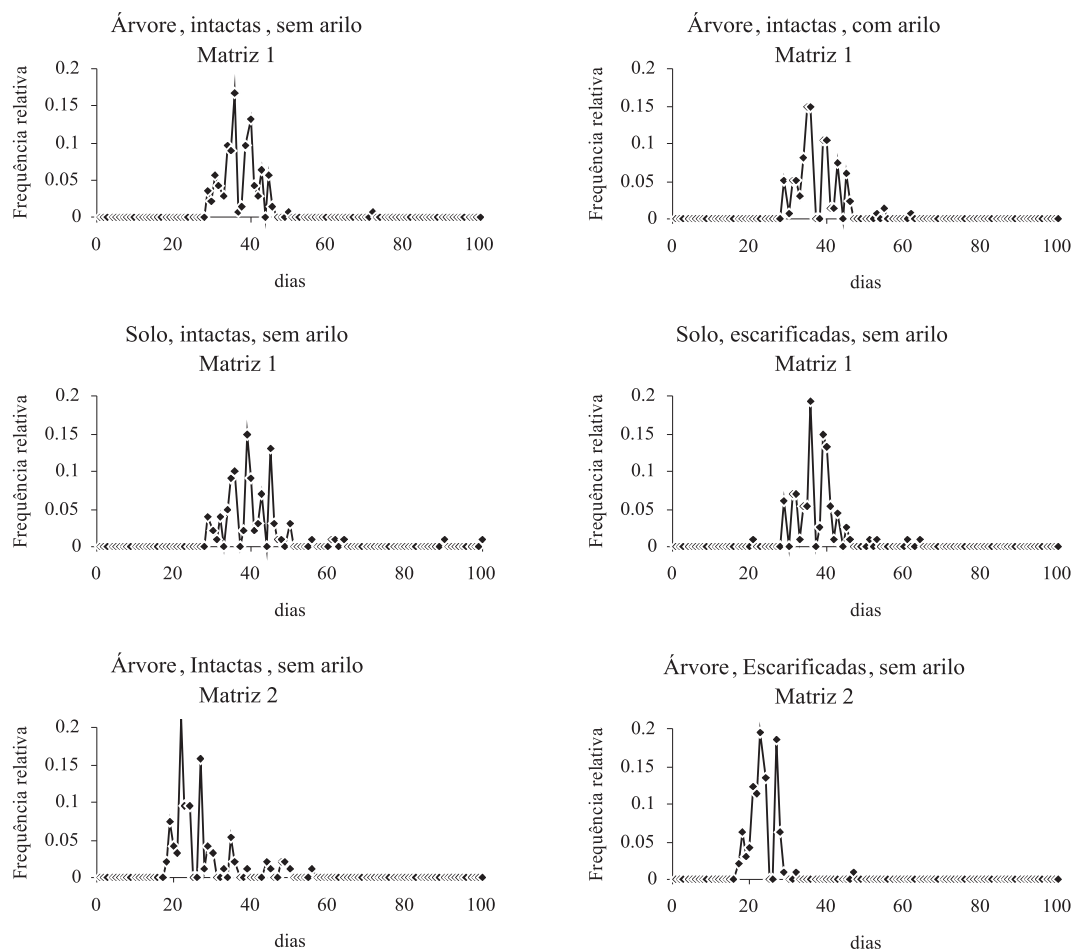 Árvore, intactas, sem arilo
Matriz 1
Frequência relativa
0.2
0.15
0.1
0.05
0
0 20 40 60 80 100
dias
Árvore, intactas, com arilo
Matriz 1
Frequência relativa
0.2
0.15
0.1
0.05
0
0 20 40 60 80 100
dias
Solo, intactas, sem arilo
Matriz 1
Frequência relativa
0.2
0.15
0.1
0.05
0
0 20 40 60 80 100
dias
Solo, escarificadas, sem arilo
Matriz 1
Frequência relativa
0.2
0.15
0.1
0.05
0
0 20 40 60 80 100
dias
Árvore, Intactas, sem arilo
Matriz 2
Frequência relativa
0.2
0.15
0.1
0.05
0
0 20 40 60 80 100
dias
Árvore, Escarificadas, sem arilo
Matriz 2
Frequência relativa
0.2
0.15
0.1
0.05
0
0 20 40 60 80 100
dias